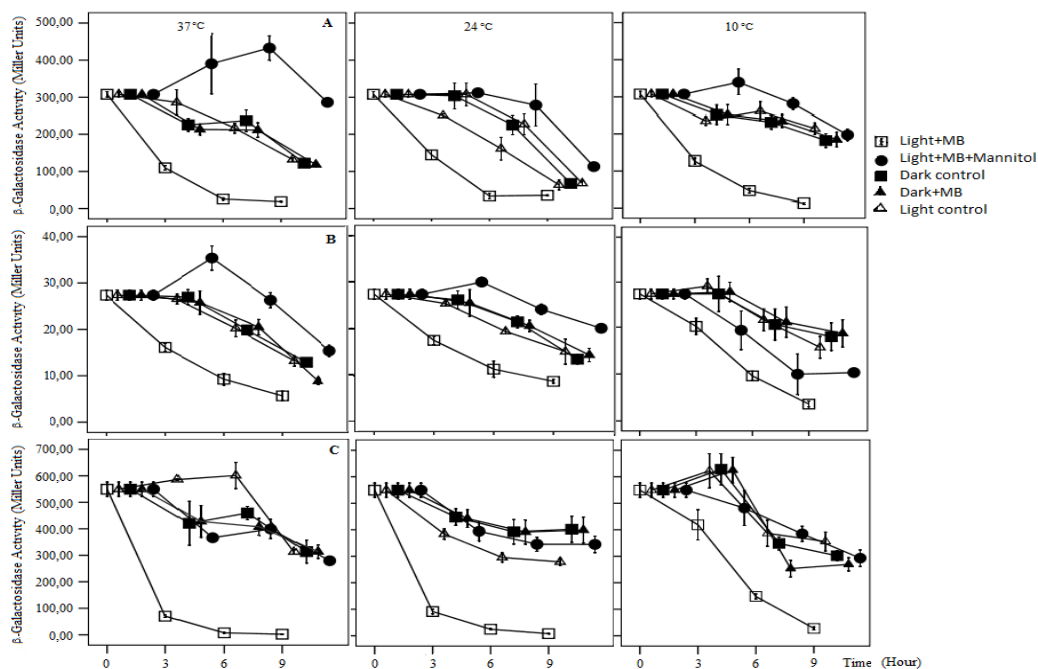 37 °C
A
24 °C
10 °C
β-Galactosidase Activity (Miller Units)
500,00
400,00
300,00
200,00
100,00
0,00
Light+MB
Light+MB+Mannitol
Dark control
Dark+MB
Light control
B
β-Galactosidase Activity (Miller Units)
40,00
30,00
20,00
10,00
0,00
C
β-Galactosidase Activity (Miller Units)
700,00
600,00
500,00
400,00
300,00
200,00
100,00
0,00
0 3 6 9
0 3 6 9
0 3 6 9
Time (Hour)